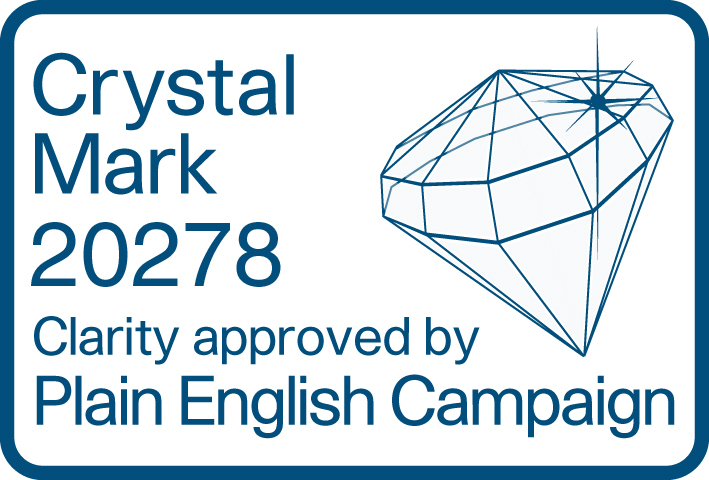 Crystal
Mark
20278
Clarity approved by
Plain English Campaign